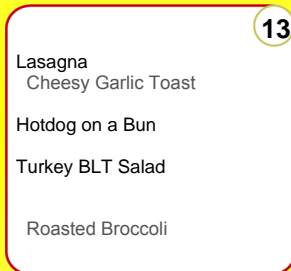 13
Lasagna
Cheesy Garlic Toast
Hotdog on a Bun
Turkey BLT Salad
Roasted Broccoli